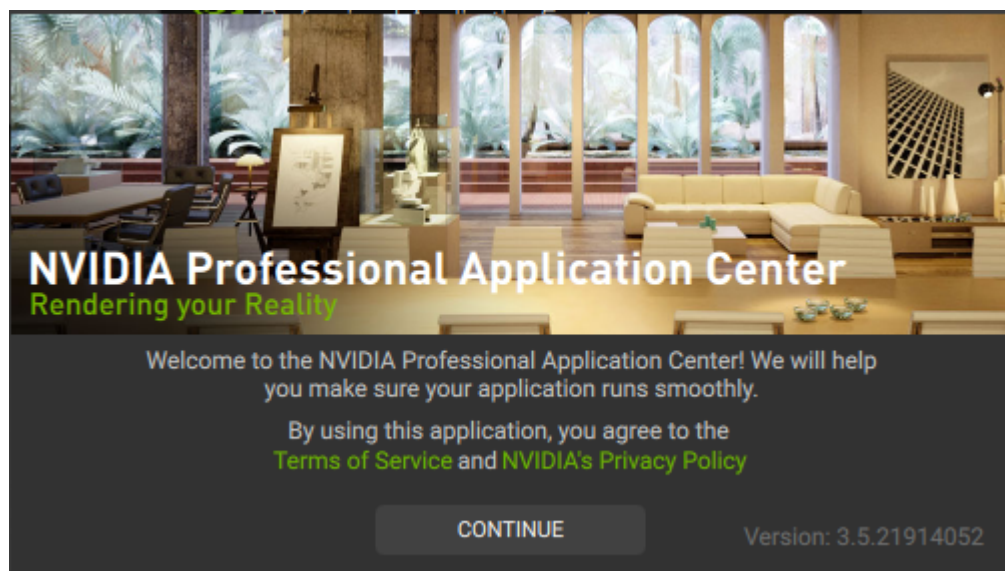 NVIDIA Professional Application Center
Rendering your Reality
Welcome to the NVIDIA Professional Application Center! We will help
you make sure your application runs smoothly.
By using this application, you agree to the
Terms of Service and NVIDIA's Privacy Policy
CONTINUE
Version: 3.5.21914052